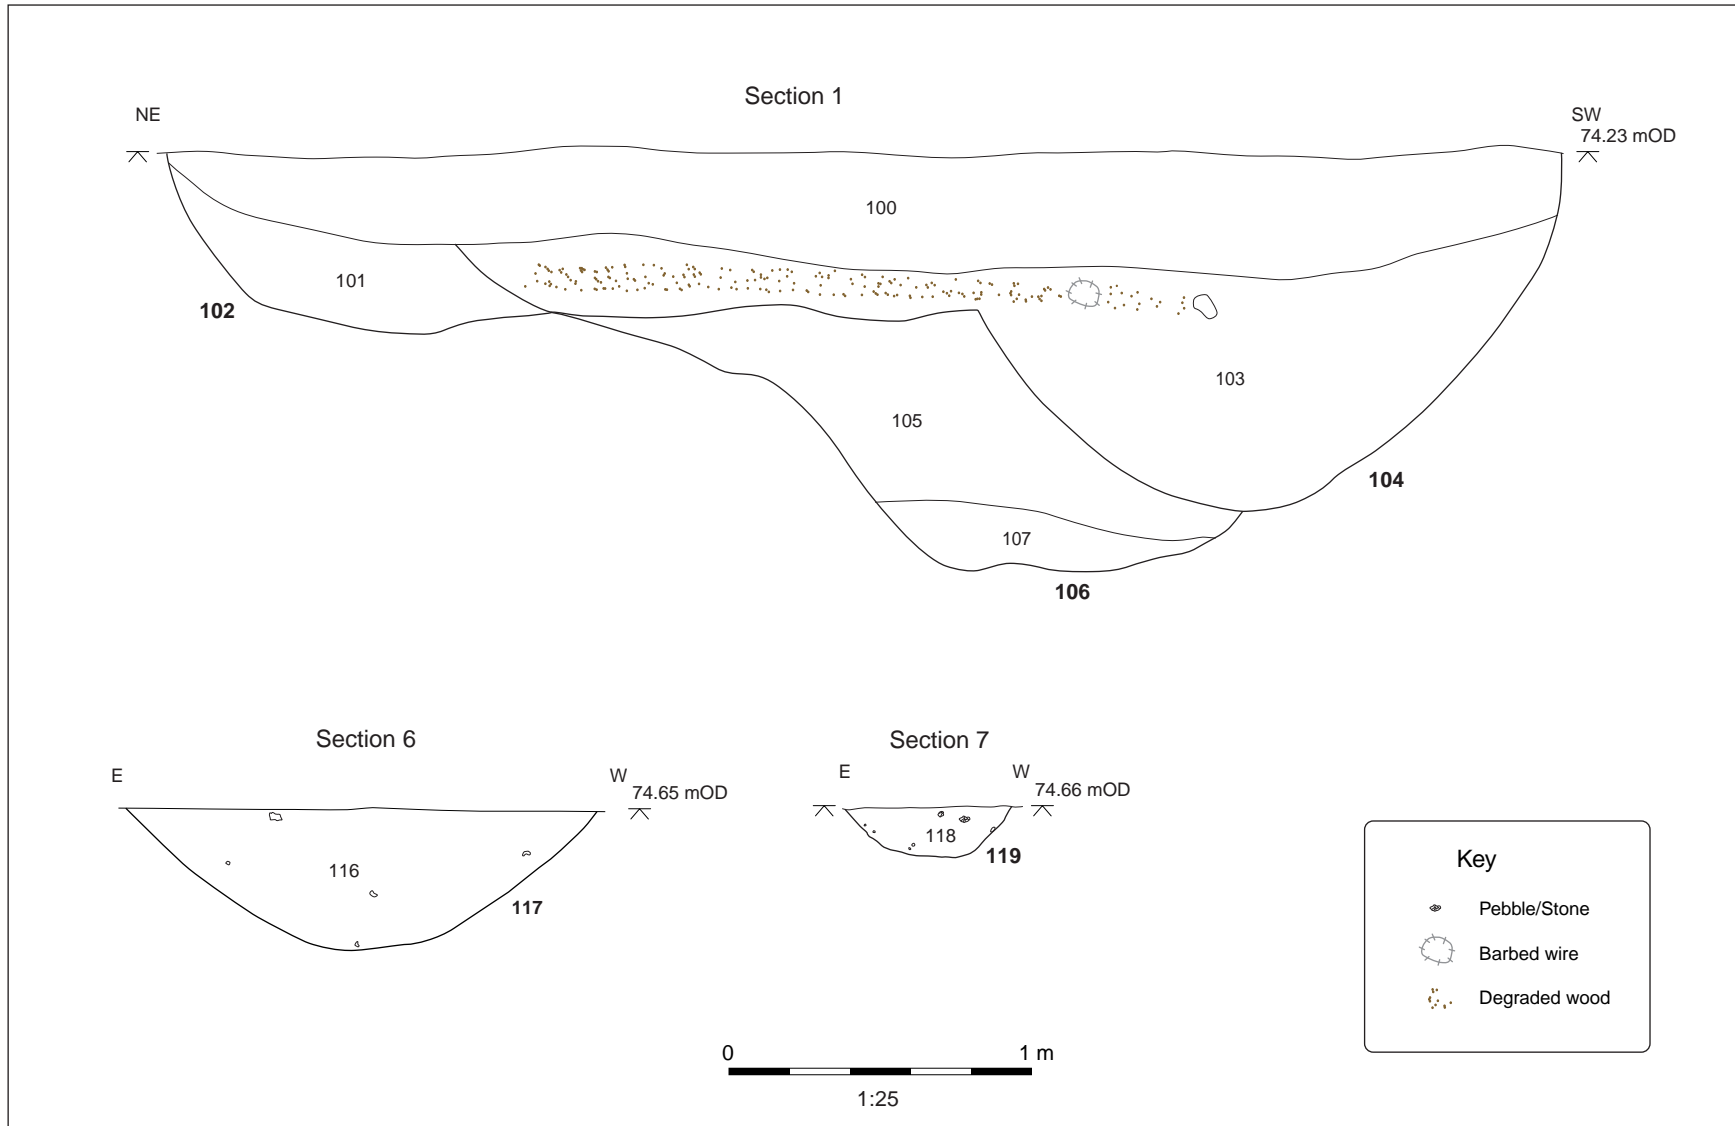 Section 1
NE
SW
74.23 mOD
100
101
102
103
105
104
107
106
Section 6
E
W
74.65 mOD
116
117
Section 7
E
W
74.66 mOD
118
119
Key
Pebble/Stone
Barbed wire
Degraded wood
0
1 m
1:25